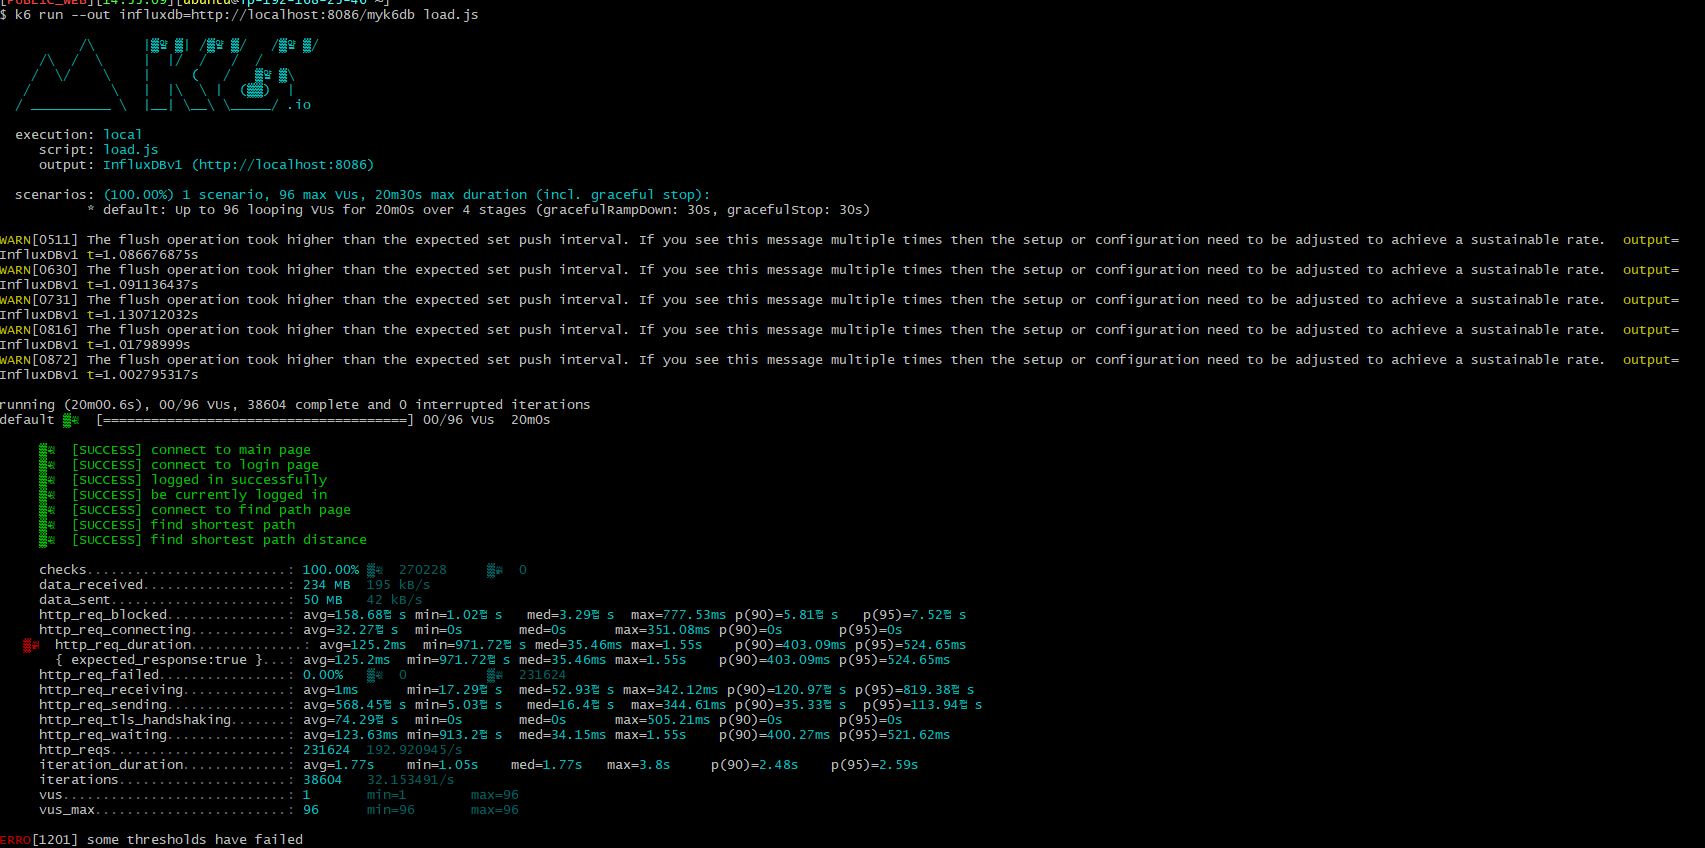 $ k6 run --out influxdb=http://localhost:8086/myk6db load.js
.io
execution: local
script: load.js
output: InfluxDBv1 (http://localhost:8086)
scenarios: (100.00%) 1 scenario, 96 max VUs, 20m30s max duration (incl. graceful stop):
* default: Up to 96 looping VUs for 20m0s over 4 stages (gracefulRampDown: 30s, gracefulStop: 30s)
WARN[0511] The flush operation took higher than the expected set push interval. If you see this message multiple times then the setup or configuration need to be adjusted to achieve a sustainable rate.  output=
InfluxDBv1 t=1.086676875s
WARN[0630] The flush operation took higher than the expected set push interval. If you see this message multiple times then the setup or configuration need to be adjusted to achieve a sustainable rate.  output=
InfluxDBv1 t=1.091136437s
WARN[0731] The flush operation took higher than the expected set push interval. If you see this message multiple times then the setup or configuration need to be adjusted to achieve a sustainable rate.  output=
InfluxDBv1 t=1.130712032s
WARN[0816] The flush operation took higher than the expected set push interval. If you see this message multiple times then the setup or configuration need to be adjusted to achieve a sustainable rate.  output=
InfluxDBv1 t=1.01798999s
WARN[0872] The flush operation took higher than the expected set push interval. If you see this message multiple times then the setup or configuration need to be adjusted to achieve a sustainable rate.  output=
InfluxDBv1 t=1.002795317s
running (20m00.6s), 00/96 VUs, 38604 complete and 0 interrupted iterations
default [======================================] 00/96 VUs  20m0s
[SUCCESS] connect to main page
[SUCCESS] connect to login page
[SUCCESS] logged in successfully
[SUCCESS] be currently logged in
[SUCCESS] connect to find path page
[SUCCESS] find shortest path
[SUCCESS] find shortest path distance
checks.........................: 100.00% 270228 0
data_received..................: 234 MB 195 kB/s
data_sent......................: 50 MB 42 kB/s
http_req_blocked...............: avg=158.68 s min=1.02 s med=3.29 s max=777.53ms p(90)=5.81 s p(95)=7.52 s
http_req_connecting............: avg=32.27 s min=0s med=0s max=351.08ms p(90)=0s p(95)=0s
http_req_duration..............: avg=125.2ms min=971.72 s med=35.46ms max=1.55s p(90)=403.09ms p(95)=524.65ms
{ expected_response:true }...: avg=125.2ms min=971.72 s med=35.46ms max=1.55s p(90)=403.09ms p(95)=524.65ms
http_req_failed................: 0.00% 0 231624
http_req_receiving.............: avg=1ms min=17.29 s med=52.93 s max=342.12ms p(90)=120.97 s p(95)=819.38 s
http_req_sending...............: avg=568.45 s min=5.03 s med=16.4 s max=344.61ms p(90)=35.33 s p(95)=113.94 s
http_req_tls_handshaking.......: avg=74.29 s min=0s med=0s max=505.21ms p(90)=0s p(95)=0s
http_req_waiting...............: avg=123.63ms min=913.2 s med=34.15ms max=1.55s p(90)=400.27ms p(95)=521.62ms
http_reqs......................: 231624 192.920945/s
iteration_duration.............: avg=1.77s min=1.05s med=1.77s max=3.8s p(90)=2.48s p(95)=2.59s
iterations.....................: 38604 32.153491/s
vus............................: 1 min=1 max=96
vus_max........................: 96 min=96 max=96
ERRO[1201] some thresholds have failed